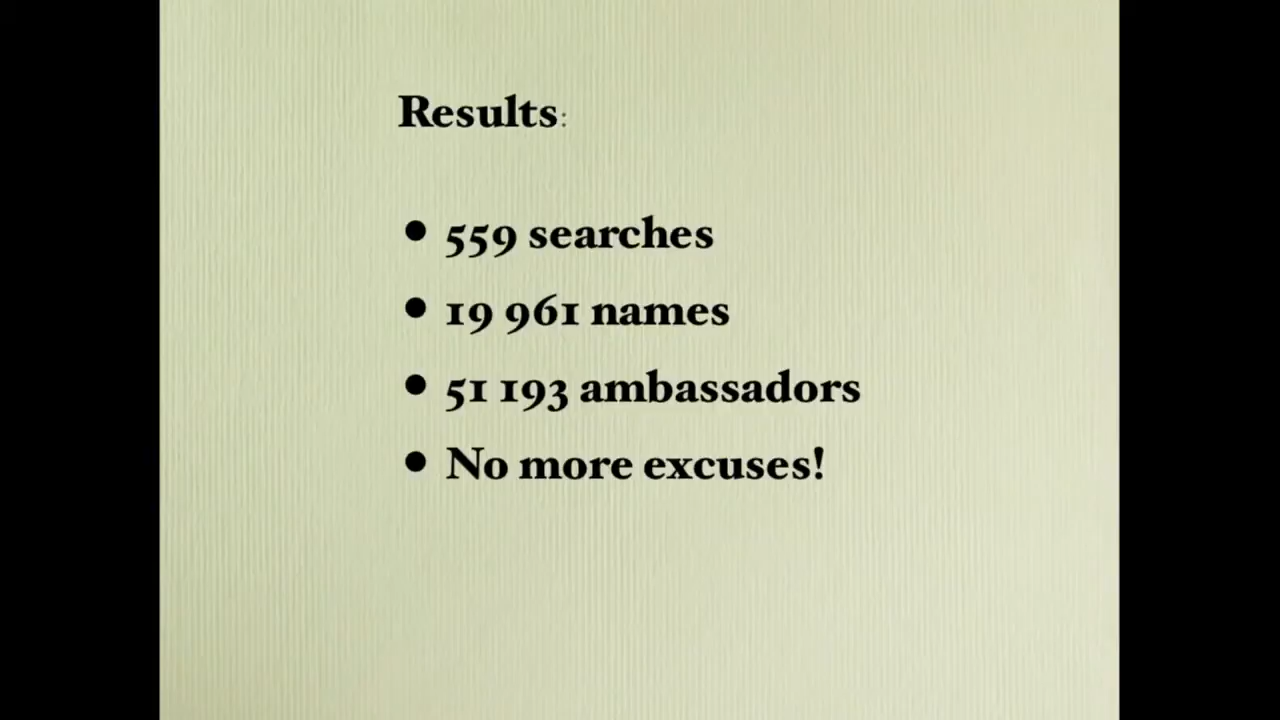 Results:
• 559 searches
• 19 961 names
• 51 193 ambassadors
• No more excuses!